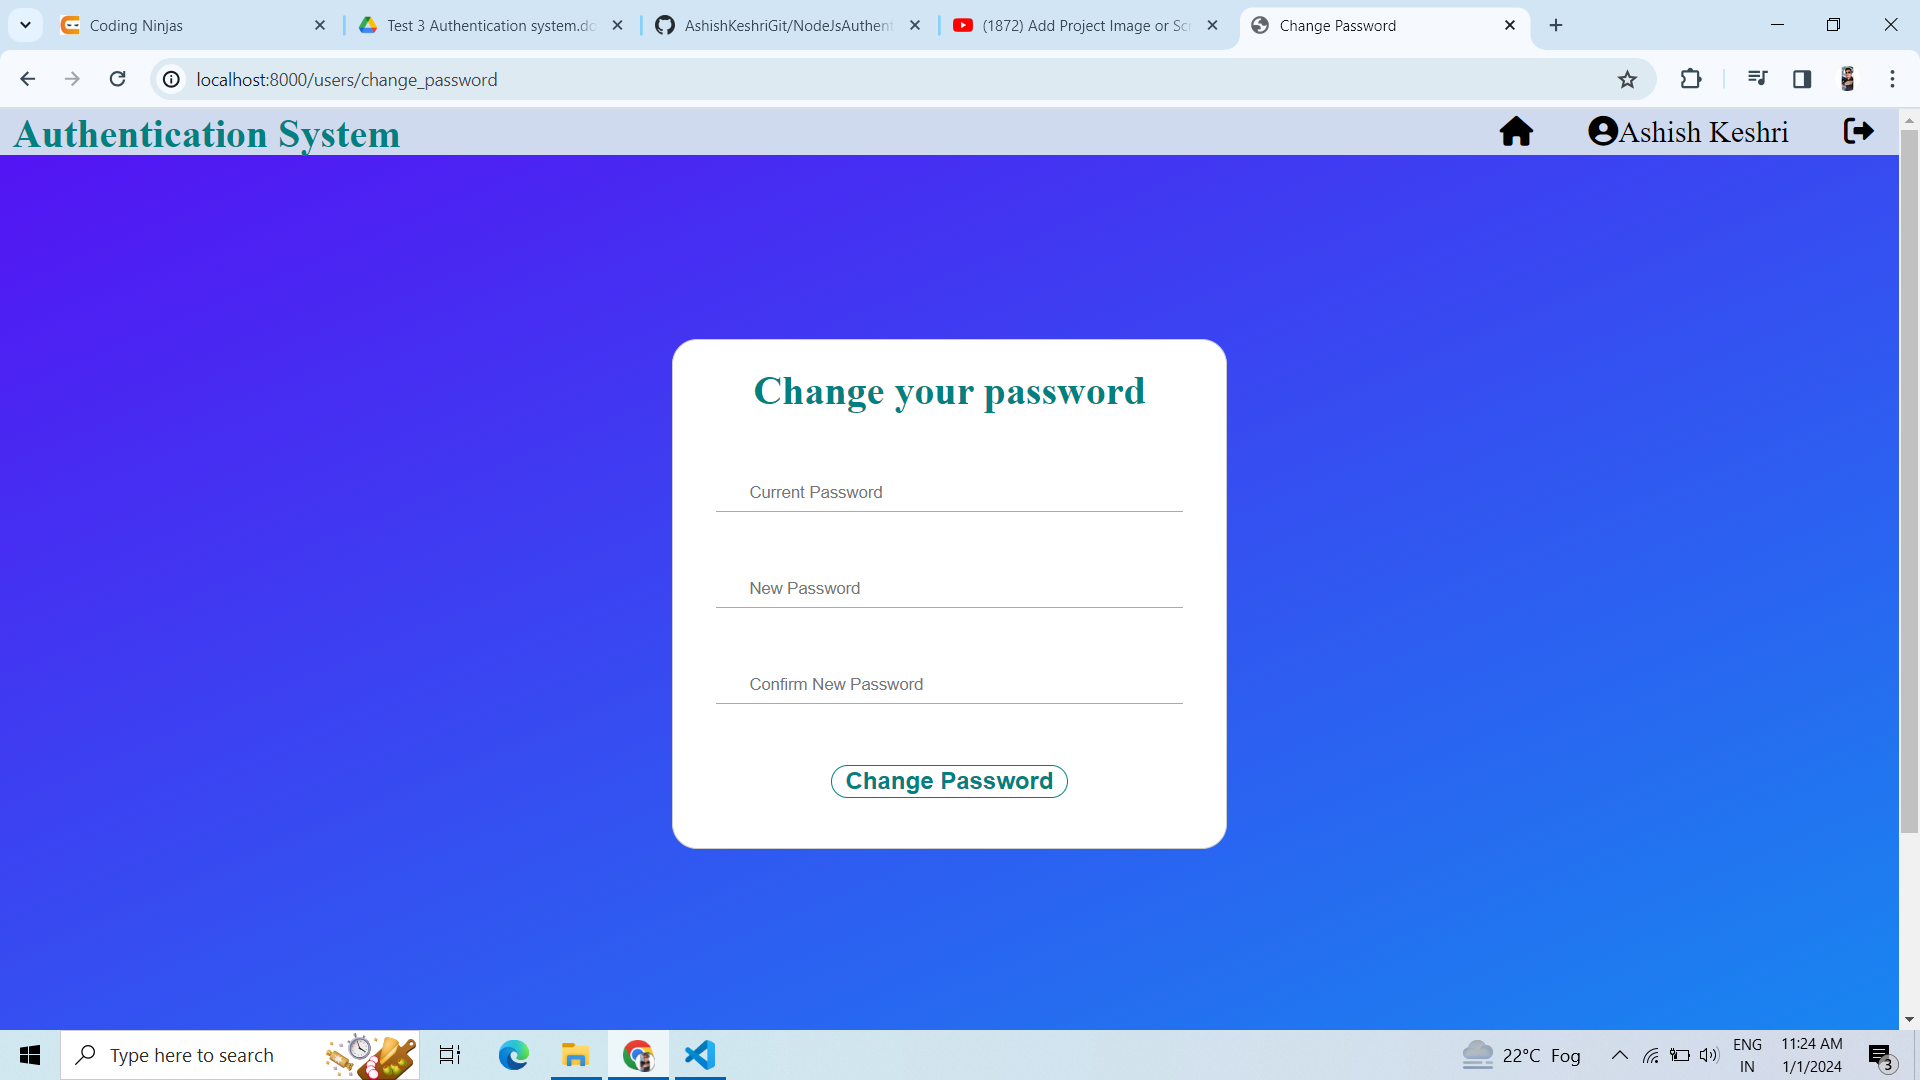 Coding Ninjas
Test 3 Authentication system.do
AshishKeshriGit/NodeJsAuthent
(1872) Add Project Image or Scr
Change Password
localhost:8000/users/change_password
Authentication System
Ashish Keshri
Change your password
Current Password
New Password
Confirm New Password
Change Password
Type here to search
22°C Fog
ENG
IN
11:24 AM
1/1/2024
3